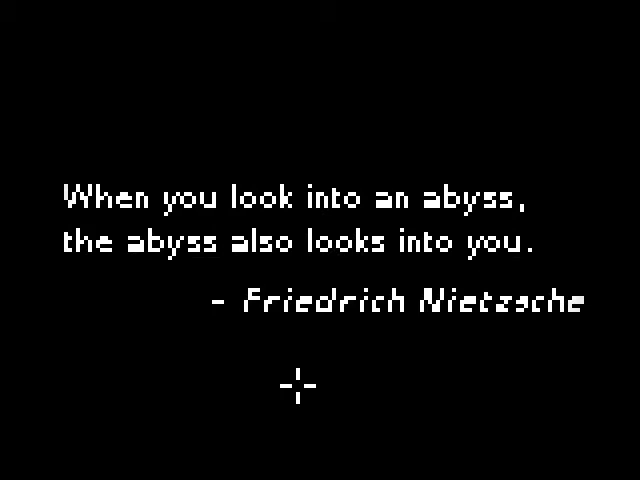 When you look into an abyss,
the abyss also looks into you.
- Friedrich Nietzsche